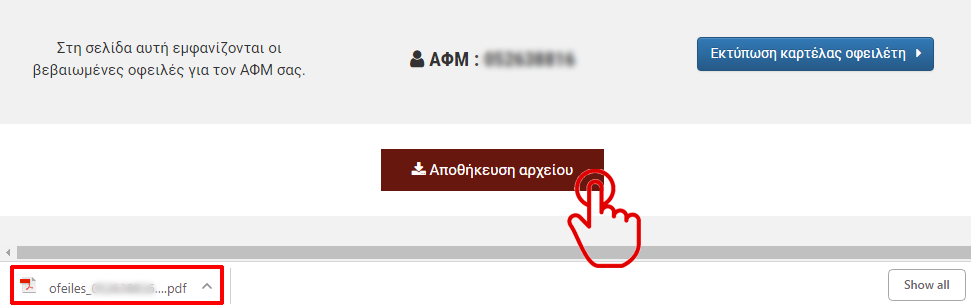 Στη σελίδα αυτή εμφανίζονται οι
βεβαιωμένες οφειλές για τον ΑΦΜ σας.
ΑΦΜ :
Εκτύπωση καρτέλας οφειλέτη
Αποθήκευση αρχείου
ofeiles_....pdf
Show all